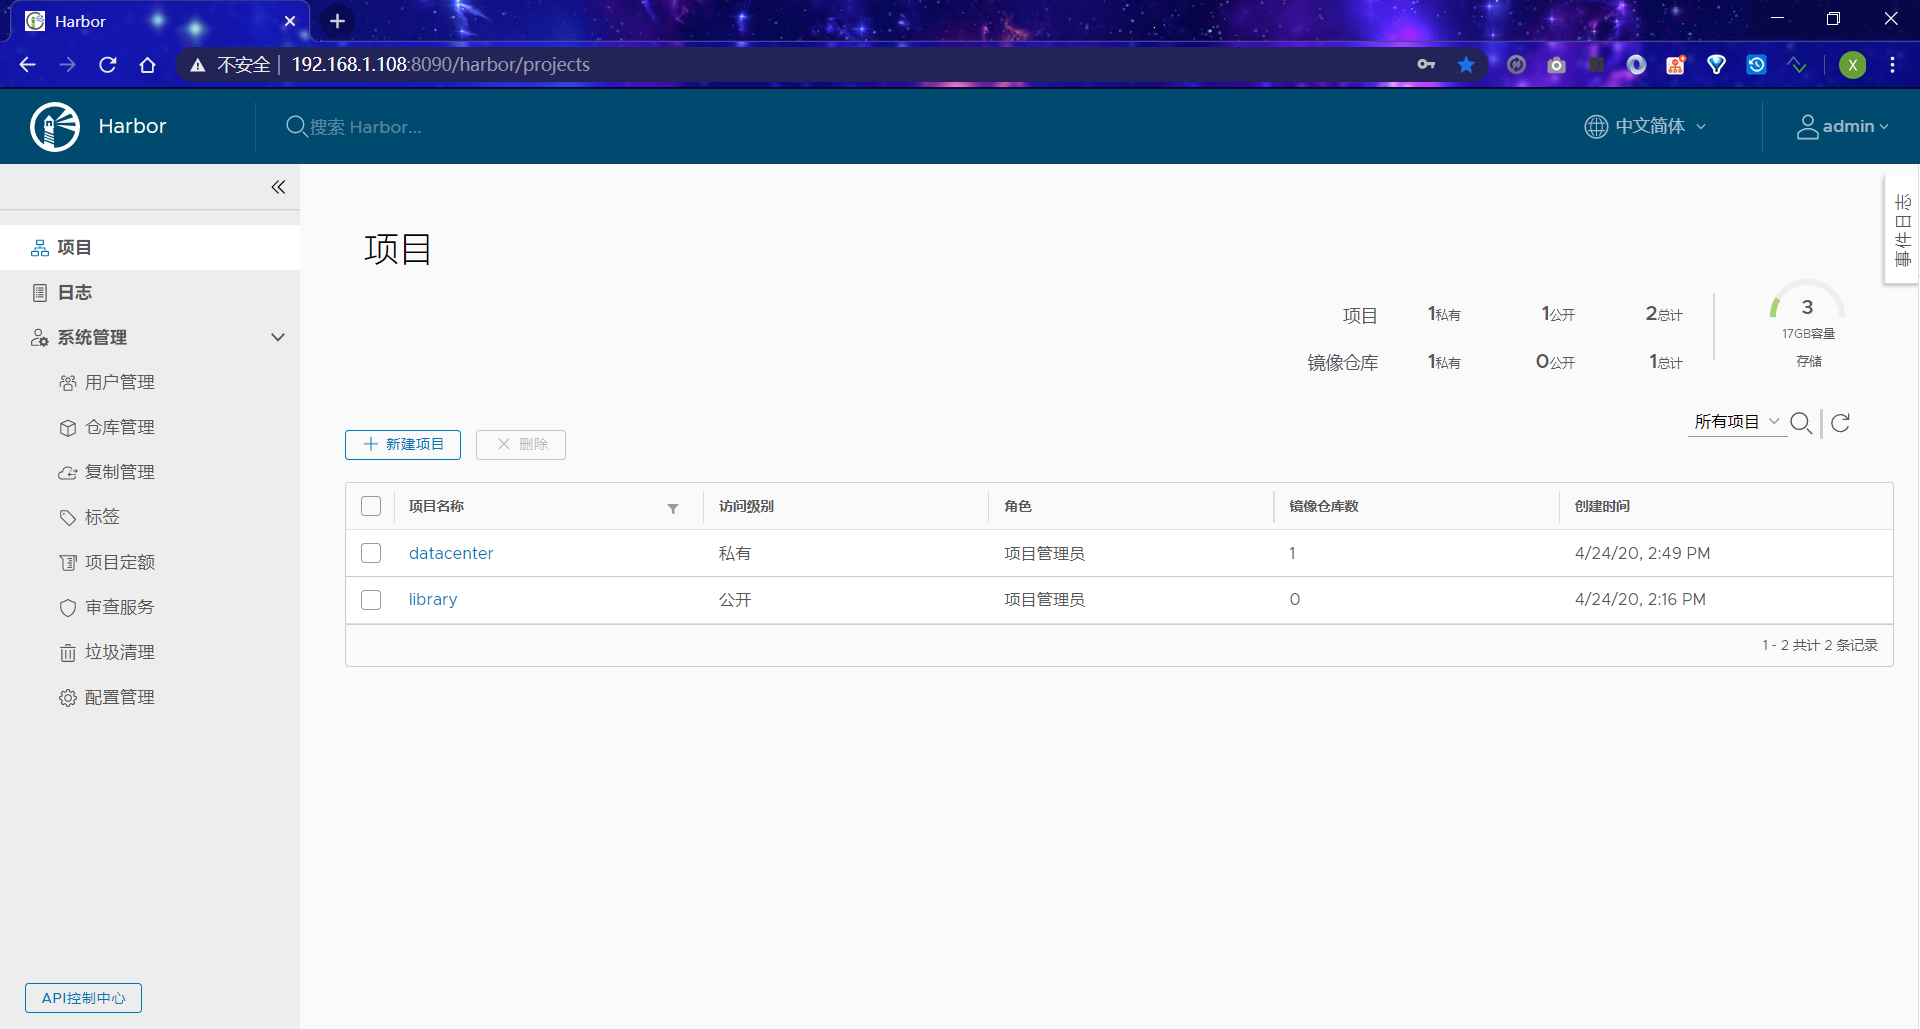 Harbor
不安全 | 192.168.1.108:8090/harbor/projects
X
Harbor
搜索 Harbor...
中文简体
admin
事件日志
项目
日志
系统管理
用户管理
仓库管理
复制管理
标签
项目定额
审查服务
垃圾清理
配置管理
API控制中心
项目
项目 1私有 1公开 2总计
镜像仓库 1私有 0公开 1总计
3
17GB容量
存储
所有项目
新建项目 删除
项目名称 访问级别 角色 镜像仓库数 创建时间
datacenter 私有 项目管理员 1 4/24/20, 2:49 PM
library 公开 项目管理员 0 4/24/20, 2:16 PM
1 - 2 共计 2 条记录